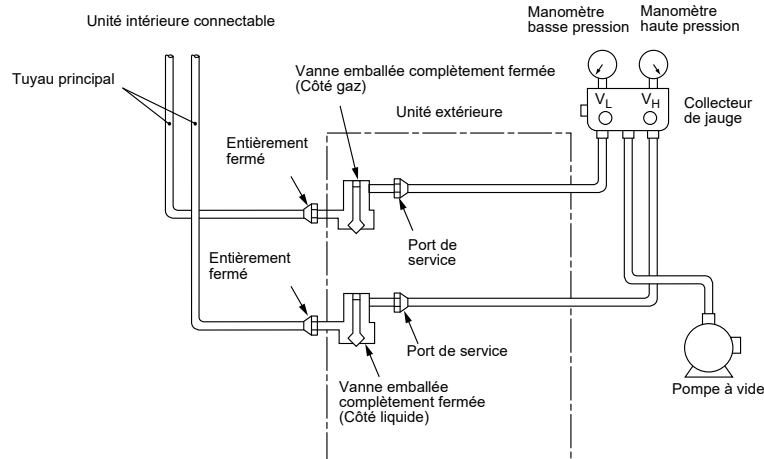 Unité intérieure connectable
Manomètre
basse pression
Manomètre
haute pression
Tuyau principal
Vanne emballée complètement fermée
(Côté gaz)
VL
VH
Collecteur
de jauge
Unité extérieure
Entièrement
fermé
Port de
service
Entièrement
fermé
Port de service
Vanne emballée
complètement fermée
(Côté liquide)
Pompe à vide